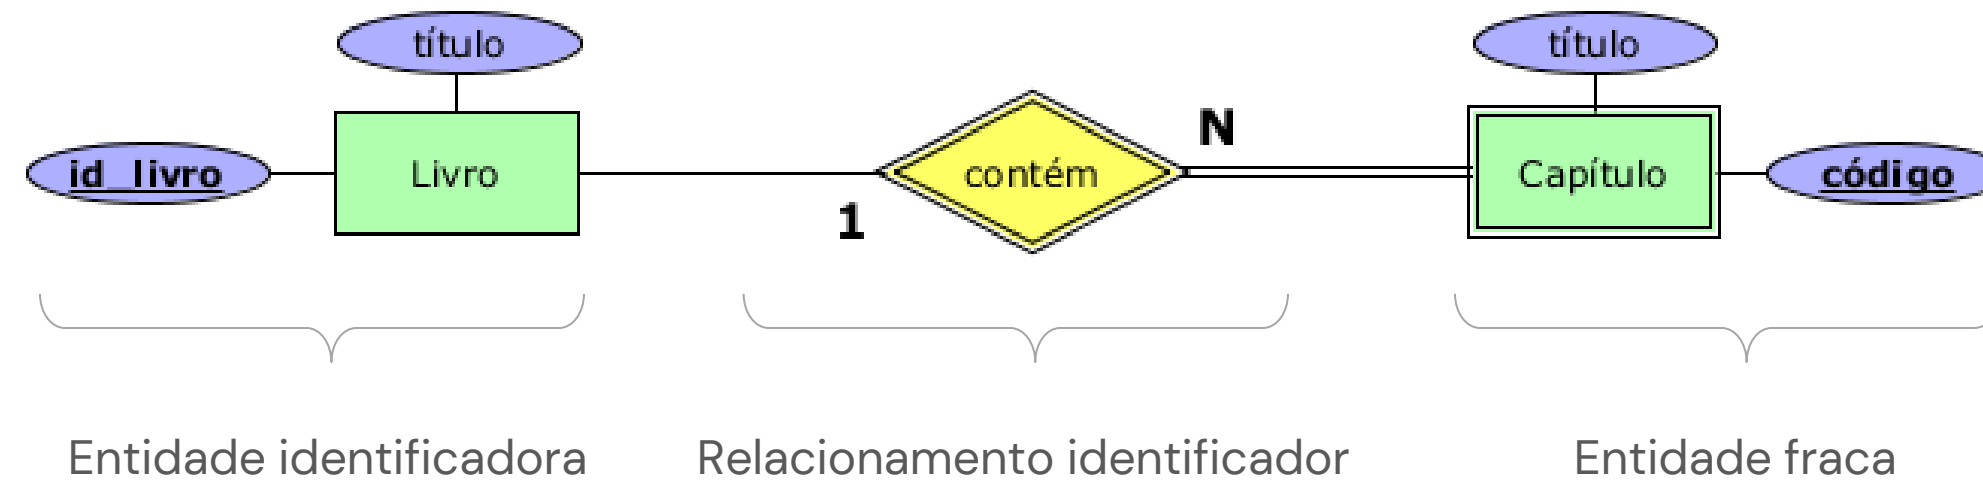 título
título
N
id_livro
Livro
contém
Capítulo
código
1
Entidade identificadora
Relacionamento identificador
Entidade fraca